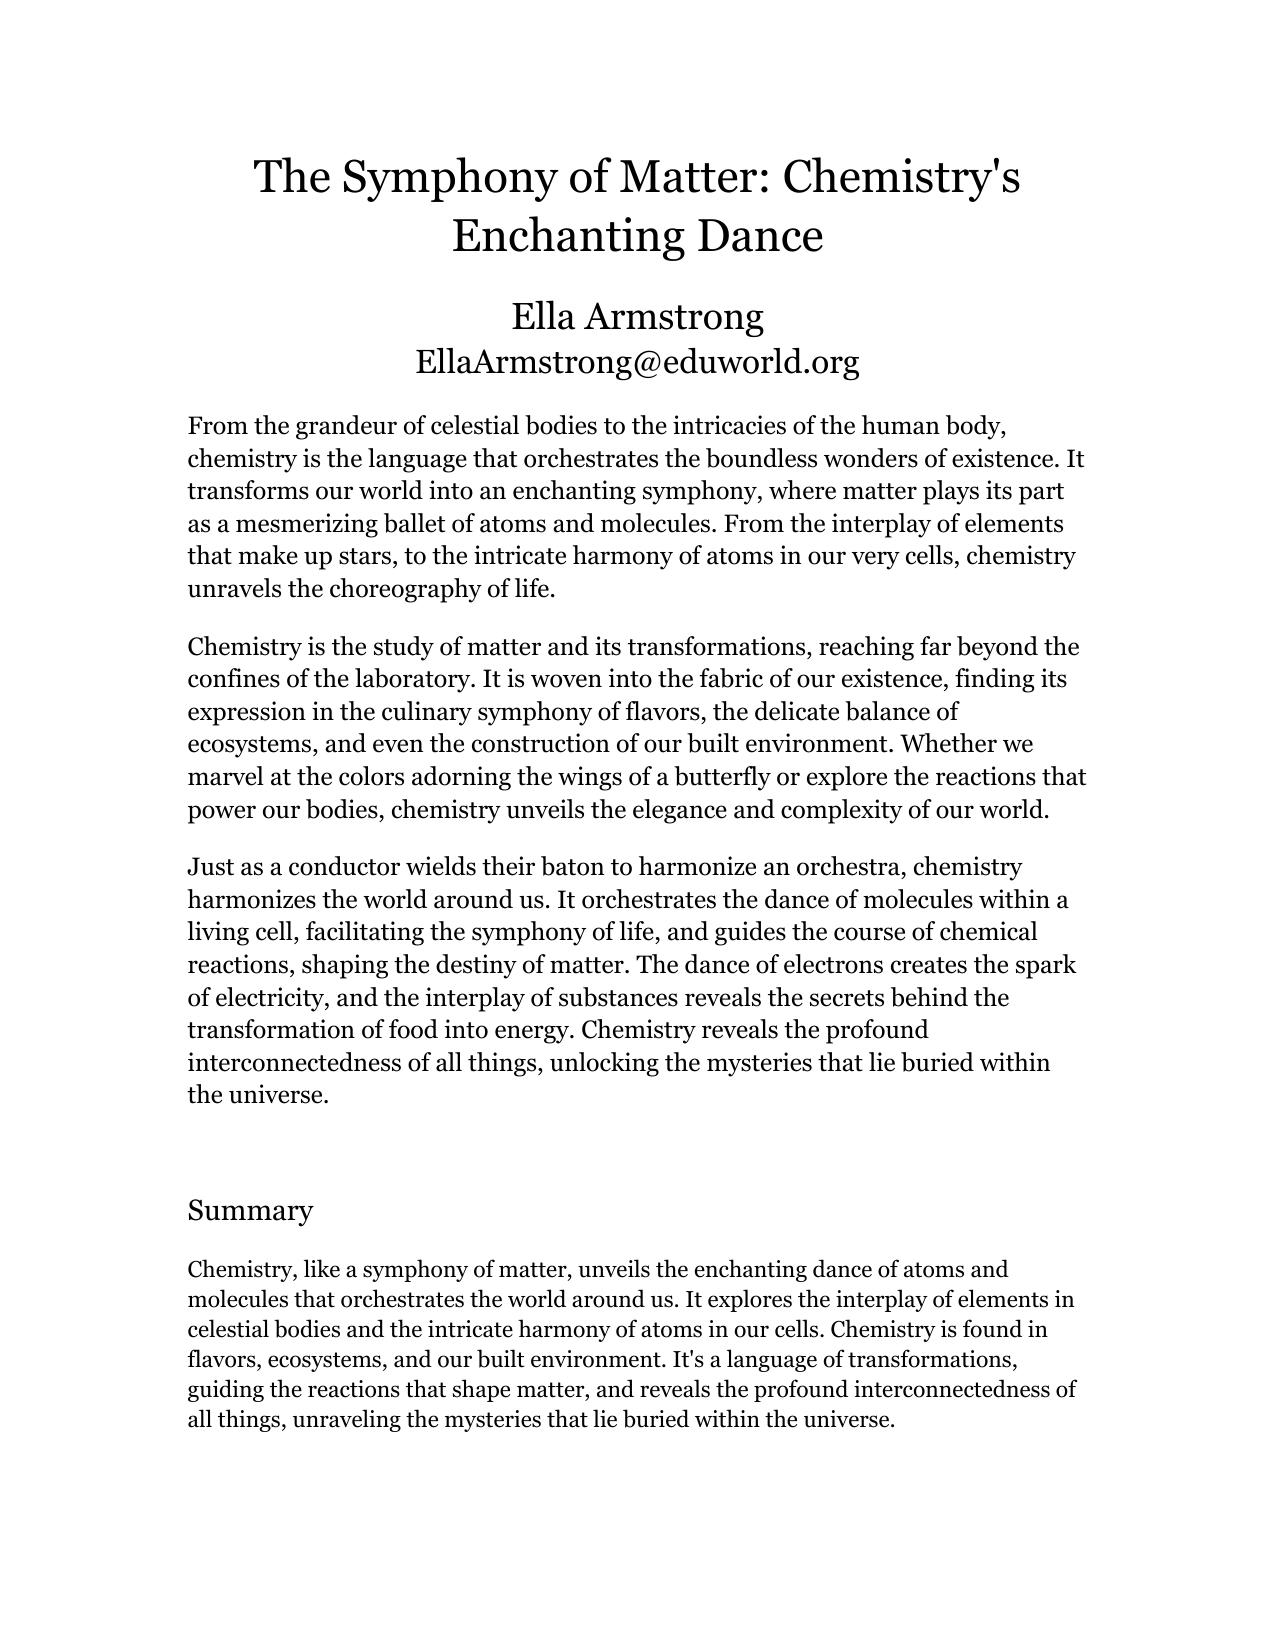 The Symphony of Matter: Chemistry's
Enchanting Dance
Ella Armstrong
EllaArmstrong@eduworld.org
From the grandeur of celestial bodies to the intricacies of the human body,
chemistry is the language that orchestrates the boundless wonders of existence. It
transforms our world into an enchanting symphony, where matter plays its part
as a mesmerizing ballet of atoms and molecules. From the interplay of elements
that make up stars, to the intricate harmony of atoms in our very cells, chemistry
unravels the choreography of life.
Chemistry is the study of matter and its transformations, reaching far beyond the
confines of the laboratory. It is woven into the fabric of our existence, finding its
expression in the culinary symphony of flavors, the delicate balance of
ecosystems, and even the construction of our built environment. Whether we
marvel at the colors adorning the wings of a butterfly or explore the reactions that
power our bodies, chemistry unveils the elegance and complexity of our world.
Just as a conductor wields their baton to harmonize an orchestra, chemistry
harmonizes the world around us. It orchestrates the dance of molecules within a
living cell, facilitating the symphony of life, and guides the course of chemical
reactions, shaping the destiny of matter. The dance of electrons creates the spark
of electricity, and the interplay of substances reveals the secrets behind the
transformation of food into energy. Chemistry reveals the profound
interconnectedness of all things, unlocking the mysteries that lie buried within
the universe.
Summary
Chemistry, like a symphony of matter, unveils the enchanting dance of atoms and
molecules that orchestrates the world around us. It explores the interplay of elements in
celestial bodies and the intricate harmony of atoms in our cells. Chemistry is found in
flavors, ecosystems, and our built environment. It's a language of transformations,
guiding the reactions that shape matter, and reveals the profound interconnectedness of
all things, unraveling the mysteries that lie buried within the universe.